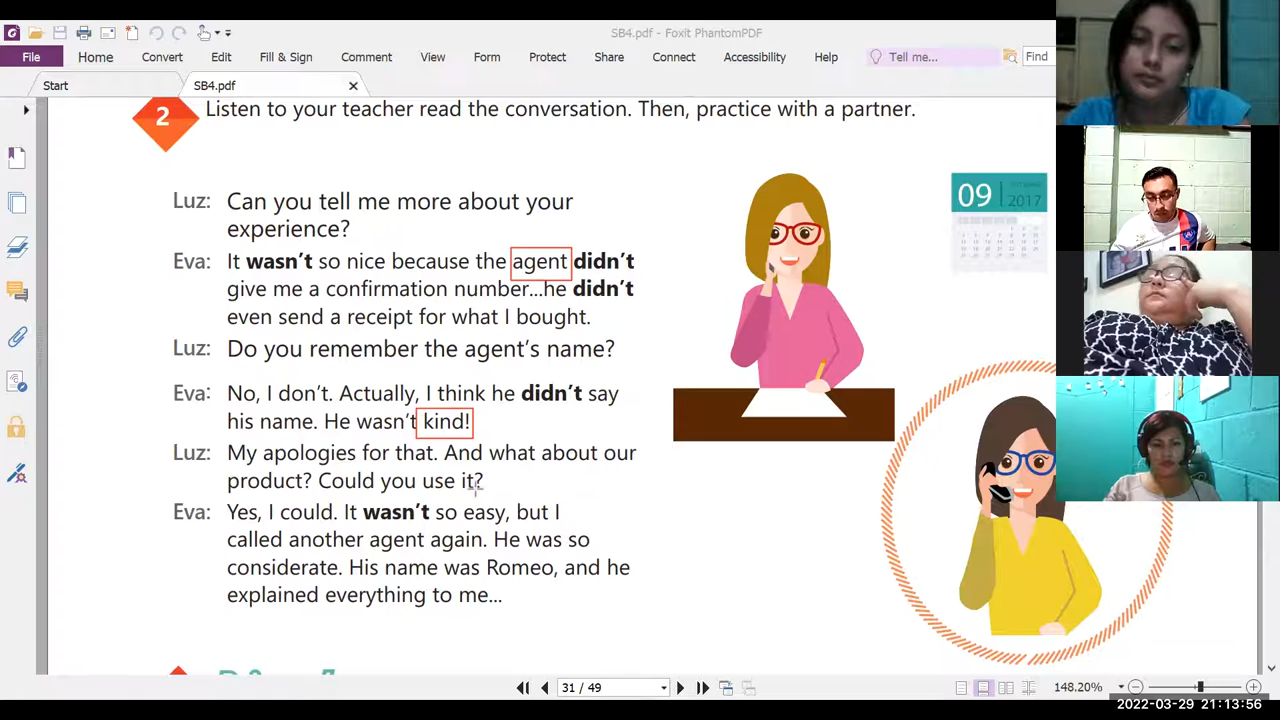 SB4.pdf - Foxit PhantomPDF
File Home Convert Edit Fill & Sign Comment View Form Protect Share Connect Accessibility Help Tell me... Find
Start SB4.pdf
2 Listen to your teacher read the conversation. Then, practice with a partner.
Luz: Can you tell me more about your
experience?
Eva: It wasn't so nice because the agent didn't
give me a confirmation number...he didn't
even send a receipt for what I bought.
Luz: Do you remember the agent's name?
Eva: No, I don't. Actually, I think he didn't say
his name. He wasn't kind!
Luz: My apologies for that. And what about our
product? Could you use it?
Eva: Yes, I could. It wasn't so easy, but I
called another agent again. He was so
considerate. His name was Romeo, and he
explained everything to me...
09
2017
31 / 49
148.20%
2022-03-29 21:13:56